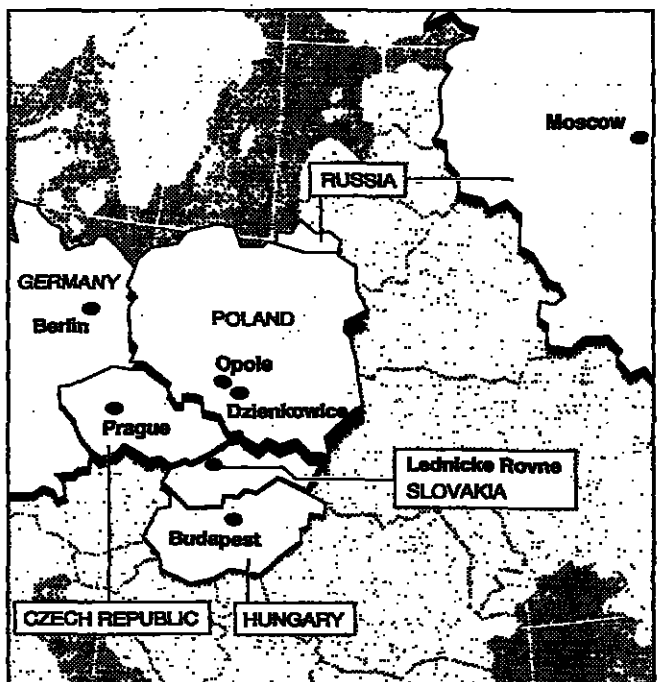 Moscow
RUSSIA
GERMANY
Berlin
POLAND
Opole
Dzienkowice
Prague
Lednicke Rovne
SLOVAKIA
Budapest
CZECH REPUBLIC
HUNGARY